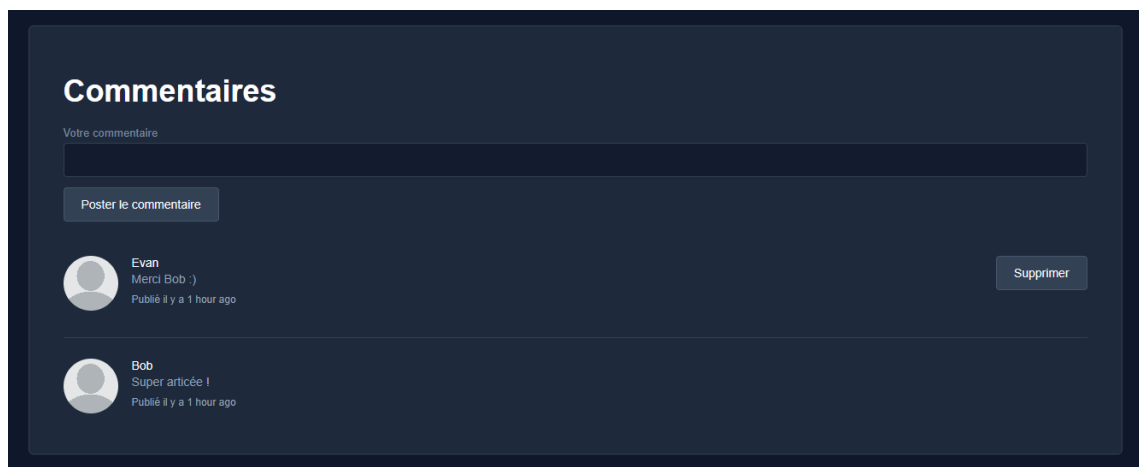 Commentaires
Votre commentaire
Poster le commentaire
Evan
Merci Bob :)
Publié il y a 1 hour ago
Supprimer
Bob
Super articée !
Publié il y a 1 hour ago